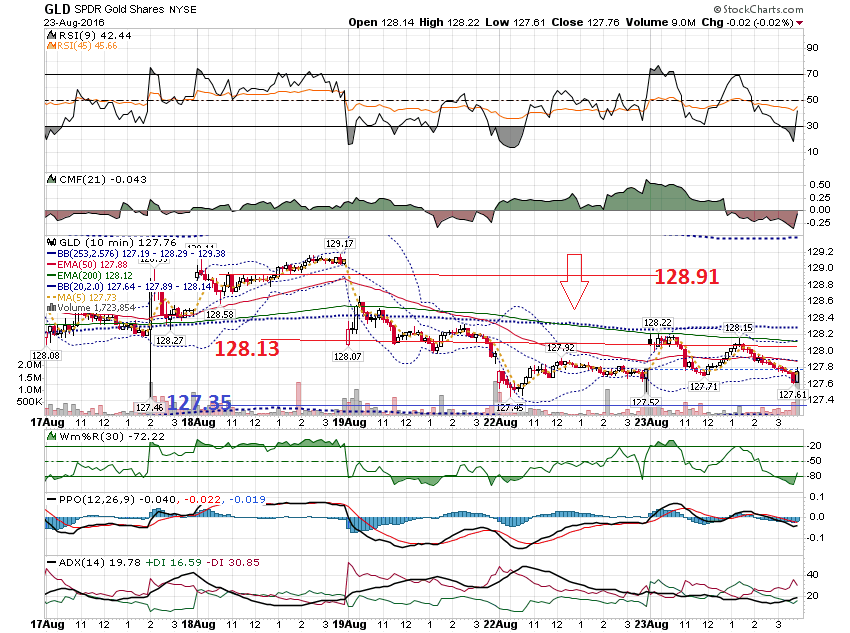 GLD SPDR Gold Shares NYSE © StockCharts.com
23-Aug-2016 Open 128.14 High 128.22 Low 127.61 Close 127.76 Volume 9.0M Chg -0.02 (-0.02%)
RSI(9) 42.44
RSI(45) 45.66
90
70
50
30
10
CMF(21) -0.043
0.50
0.25
0.00
-0.25
GLD (10 min) 127.76
BB(253,2.576) 127.19 - 128.29 - 129.38
EMA(50) 127.88
EMA(200) 128.12
BB(20,2.0) 127.64 - 127.89 - 128.14
MA(5) 127.73
Volume 1,723,854
129.17
128.91
128.58
128.27
128.13
128.08
128.07
127.46
127.35
127.45
127.92
127.52
128.22
127.71
128.15
127.61
129.2
129.0
128.8
128.6
128.4
128.2
128.0
127.8
127.6
127.4
2.0M
1.5M
1.0M
500K
17Aug 11 12 1 2 3 18Aug 11 12 1 2 3 19Aug 11 12 1 2 3 22Aug 11 12 1 2 3 23Aug 11 12 1 2 3
Wm%R(30) -72.22
-20
-50
-80
PPO(12,26,9) -0.040, -0.022, -0.019
0.1
0.0
-0.1
ADX(14) 19.78 +DI 16.59 -DI 30.85
40
20
17Aug 11 12 1 2 3 18Aug 11 12 1 2 3 19Aug 11 12 1 2 3 22Aug 11 12 1 2 3 23Aug 11 12 1 2 3